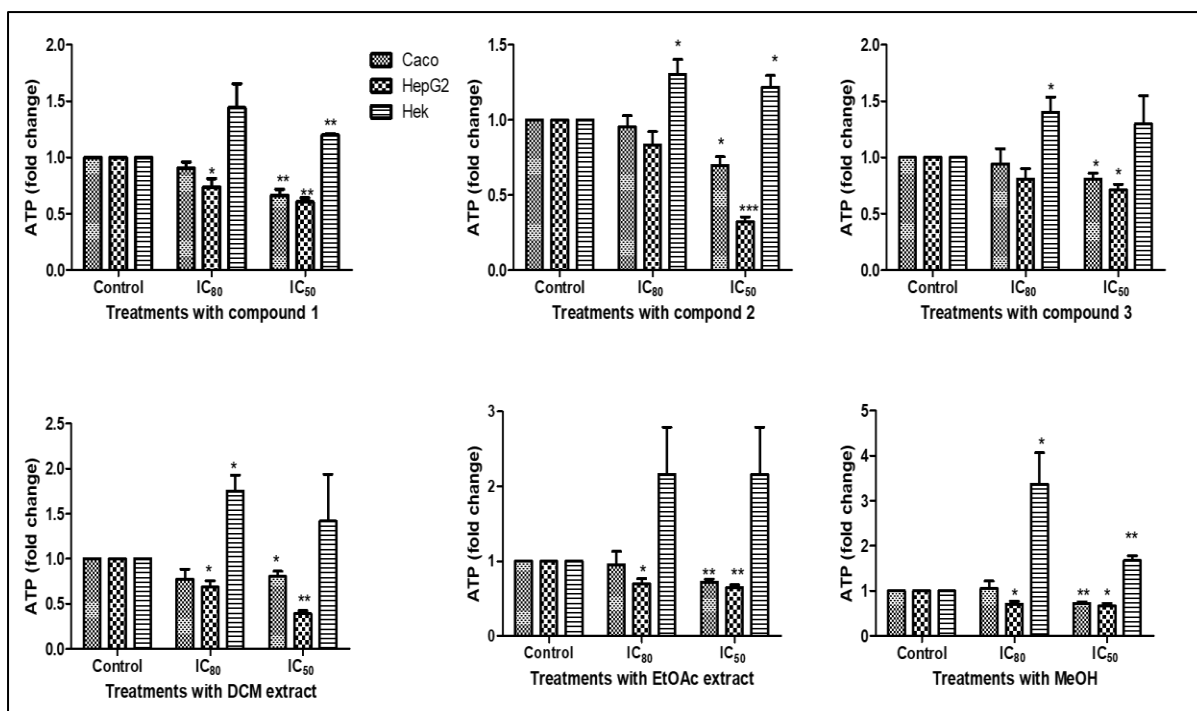 2.0
1.5
1.0
0.5
0.0
ATP (fold change)
*
**
**
**
Control
IC80
IC50
Treatments with compound 1
Caco
HepG2
Hek
1.5
1.0
0.5
0.0
ATP (fold change)
*
*
***
*
Control
IC80
IC50
Treatments with compond 2
2.0
1.5
1.0
0.5
0.0
ATP (fold change)
*
*
*
Control
IC80
IC50
Treatments with compound 3
2.5
2.0
1.5
1.0
0.5
0.0
ATP (fold change)
*
*
*
**
Control
IC80
IC50
Treatments with DCM extract
3
2
1
0
ATP (fold change)
*
**
**
Control
IC80
IC50
Treatments with EtOAc extract
5
4
3
2
1
0
ATP (fold change)
*
*
**
*
**
Control
IC80
IC50
Treatments with MeOH